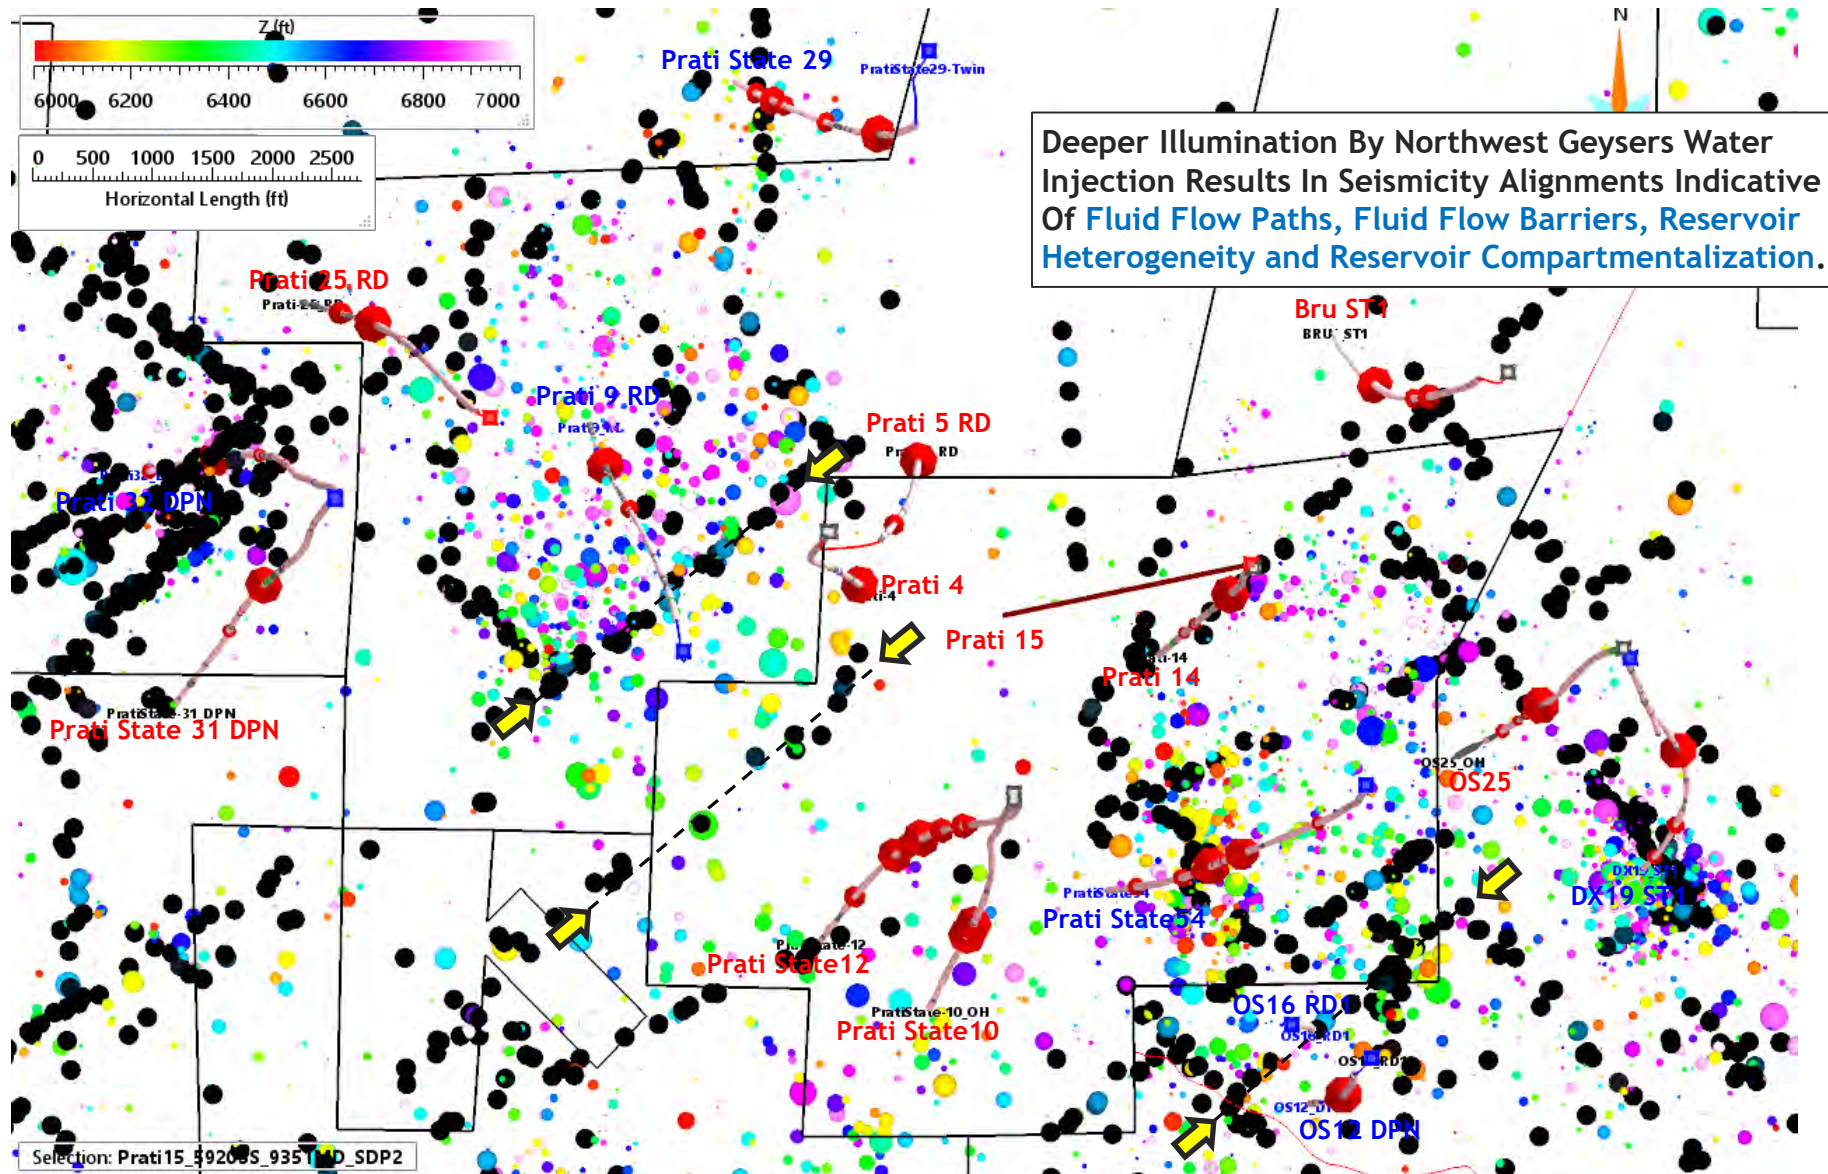 Z (ft)
6000 6200 6400 6600 6800 7000
0 500 1000 1500 2000 2500
Horizontal Length (ft)
N
Deeper Illumination By Northwest Geysers Water
Injection Results In Seismicity Alignments Indicative
Of Fluid Flow Paths, Fluid Flow Barriers, Reservoir
Heterogeneity and Reservoir Compartmentalization.
Prati State 29
PratiState29-Twin
Prati 25 RD
Bru ST1
BRU_ST1
Prati 9 RD
Prati 5 RD
RD
Prati 32 DPN
Prati 4
Prati 15
Prati 14
PratiState-31_DPN
Prati State 31 DPN
OS25_OH
OS25
DX19 ST1
Prati State54
Prati State12
PratiState-10_OH
Prati State10
OS16 RD1
OS12 DPN
Selection: